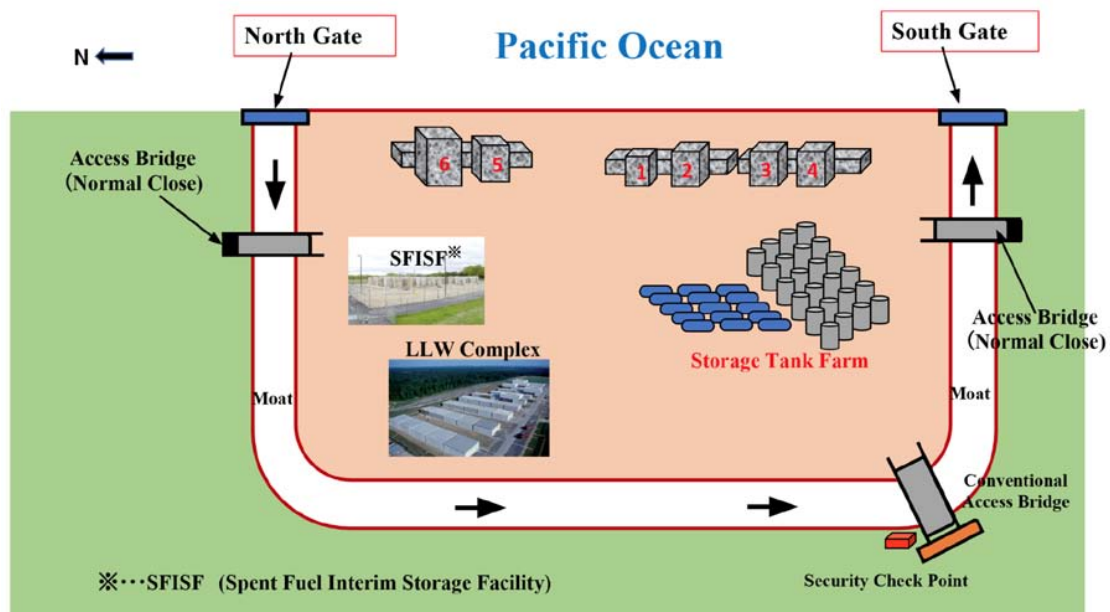 North Gate
Pacific Ocean
South Gate
N
Access Bridge
(Normal Close)
6
5
1
2
3
4
SFISF※
Access Bridge
(Normal Close)
LLW Complex
Storage Tank Farm
Moat
Moat
Conventional
Access Bridge
※…SFISF (Spent Fuel Interim Storage Facility)
Security Check Point